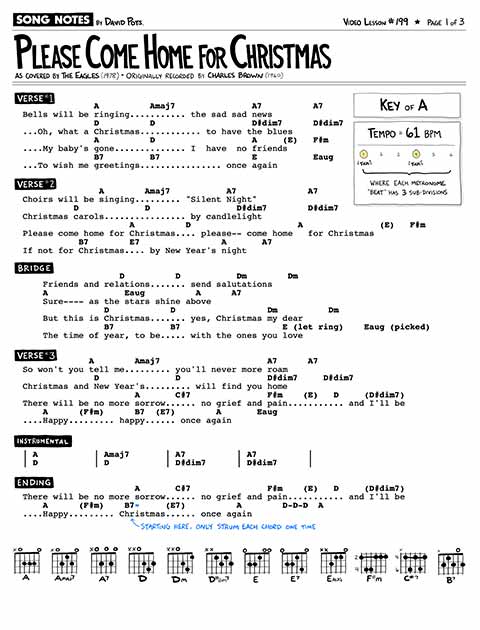 SONG NOTES BY DAVID POTS. VIDEO LESSON #199 ★ PAGE 1 OF 3
PLEASE COME HOME FOR CHRISTMAS
AS COVERED BY THE EAGLES (1978) • ORIGINALLY RECORDED BY CHARLES BROWN (1960)
KEY OF A
TEMPO = 61 BPM
1 2 3 4 5 6
(TAP!) (TAP!)
WHERE EACH METRONOME
"BEAT" HAS 3 SUB-DIVISIONS
VERSE #1
A Amaj7 A7 A7
Bells will be ringing.......... the sad sad news
D D D#dim7 D#dim7
...Oh, what a Christmas........... to have the blues
A D A (E) F#m
....My baby's gone............. I have no friends
B7 B7 E Eaug
...To wish me greetings.............. once again
VERSE #2
A Amaj7 A7 A7
Choirs will be singing......... "Silent Night"
D D D#dim7 D#dim7
Christmas carols............... by candlelight
A D A (E) F#m
Please come home for Christmas.... please-- come home for Christmas
B7 E7 A A7
If not for Christmas.... by New Year's night
BRIDGE
D D Dm Dm
Friends and relations....... send salutations
A Eaug A A7
Sure---- as the stars shine above
D D Dm Dm
But this is Christmas....... yes, Christmas my dear
B7 B7 E (let ring) Eaug (picked)
The time of year, to be..... with the ones you love
VERSE #3
A Amaj7 A7 A7
So won't you tell me......... you'll never more roam
D D D#dim7 D#dim7
Christmas and New Year's......... will find you home
A C#7 F#m (E) D (D#dim7)
There will be no more sorrow...... no grief and pain........... and I'll be
A (F#m) B7 (E7) A Eaug
....Happy......... happy...... once again
INSTRUMENTAL
| A | Amaj7 | A7 | A7 |
| D | D | D#dim7 | D#dim7
ENDING
A C#7 F#m (E) D (D#dim7)
There will be no more sorrow...... no grief and pain........... and I'll be
A (F#m) B7* (E7) A D-D-D A
....Happy.......... Christmas...... once again
STARTING HERE, ONLY STRUM EACH CHORD ONE TIME
A Amaj7 A7 D Dm D#dim7 E E7 Eaug F#m C#7 B7